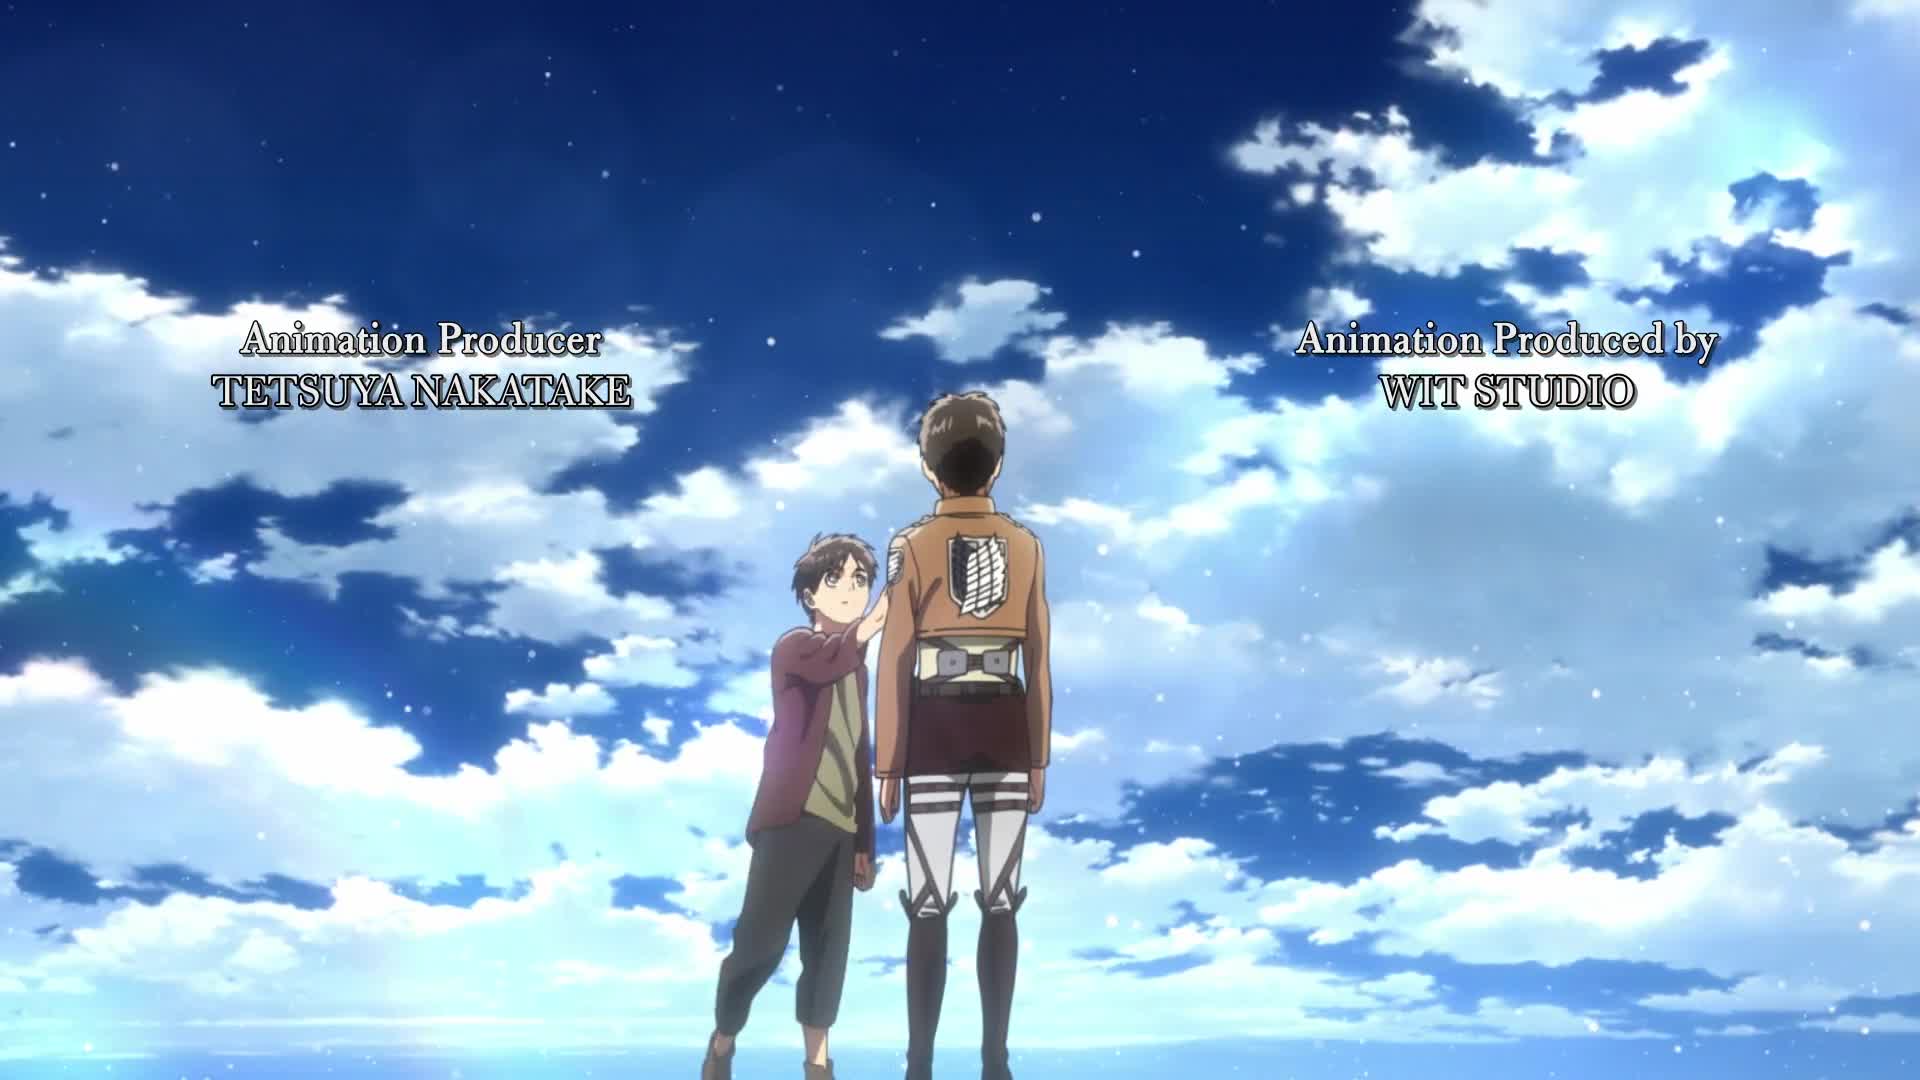 Animation Producer
TETSUYA NAKATAKE
Animation Produced by
WIT STUDIO